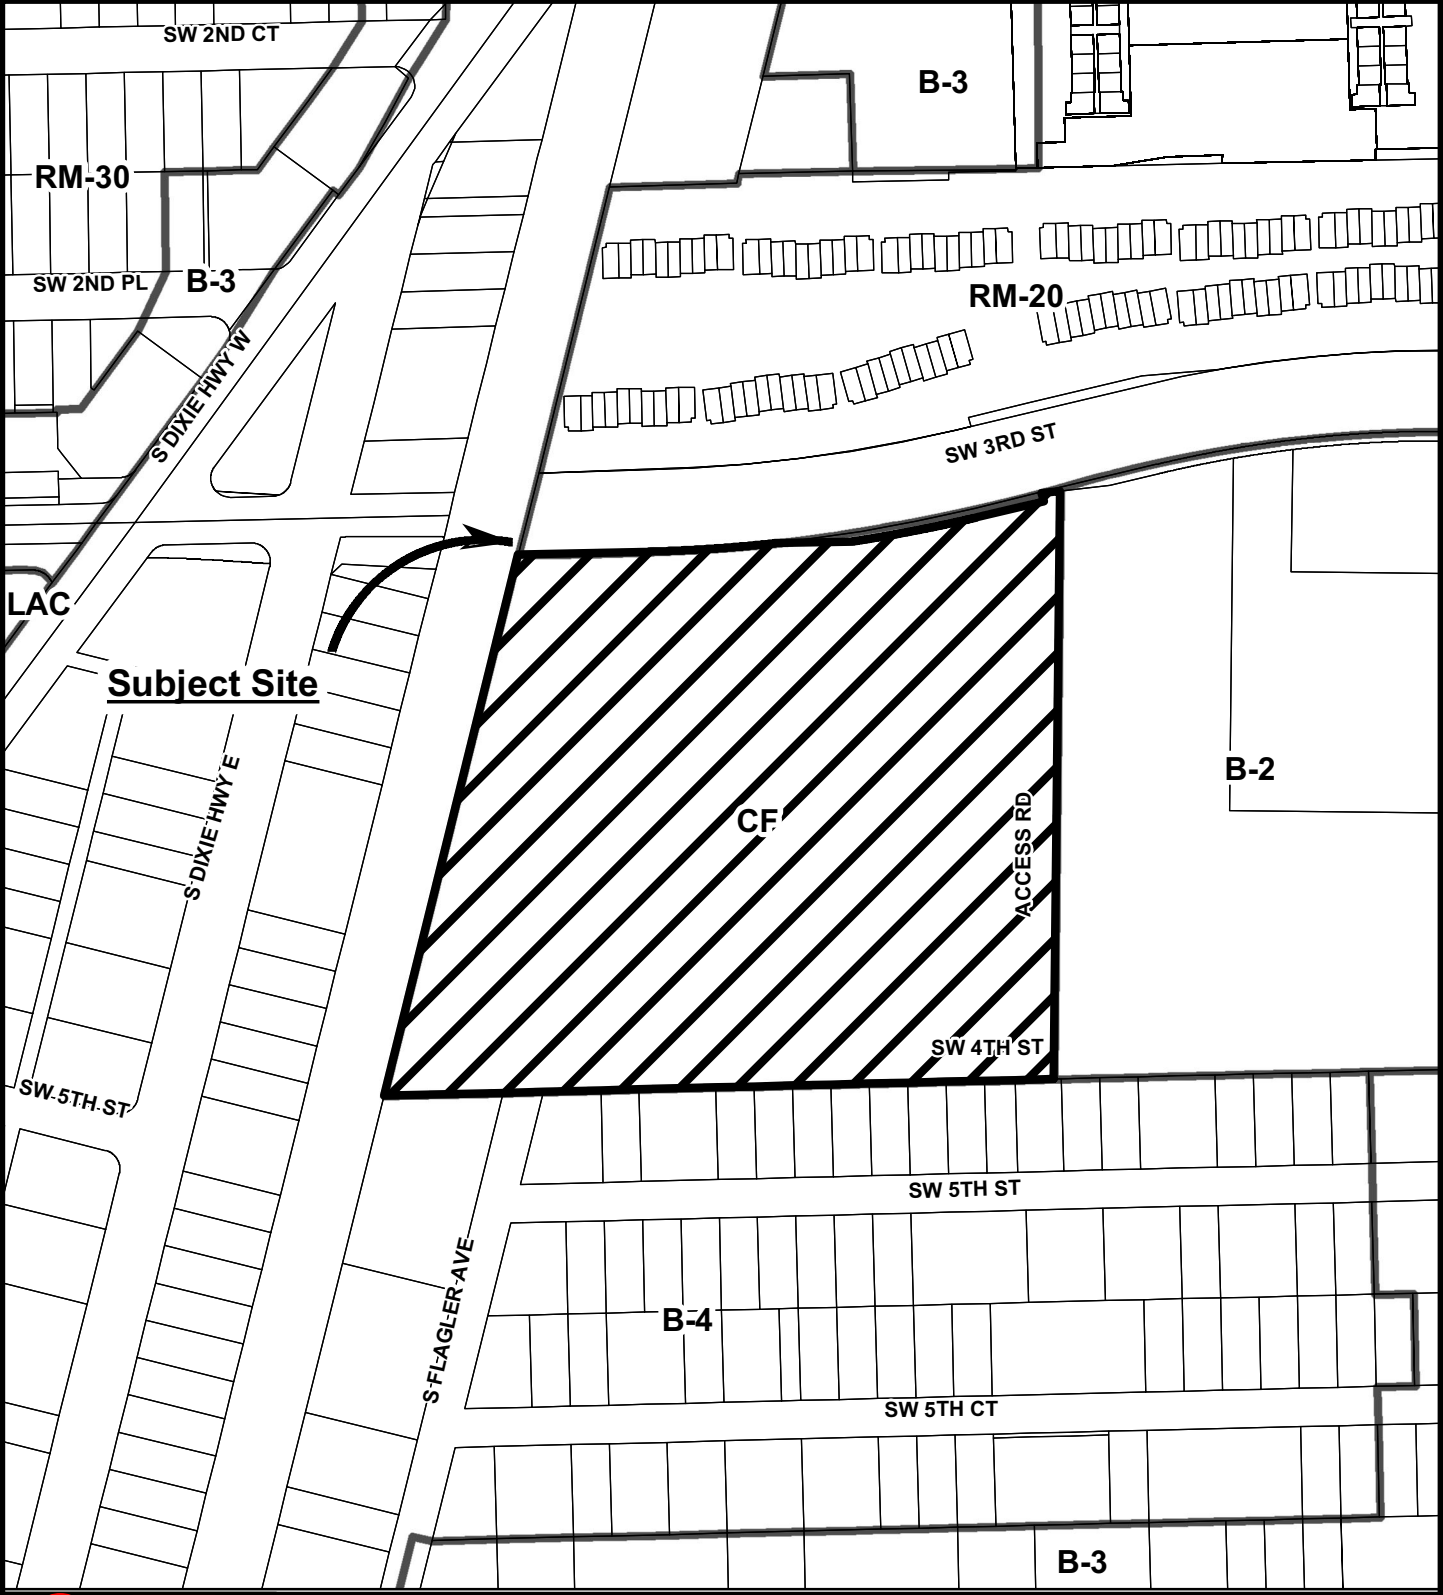 SW 2ND CT
B-3
RM-30
SW 2ND PL
B-3
RM-20
S DIXIE HWY W
SW 3RD ST
LAC
Subject Site
S DIXIE HWY E
B-2
CF
ACCESS RD
SW 4TH ST
SW 5TH ST
SW 5TH ST
S FLAGLER AVE
B-4
SW 5TH CT
B-3